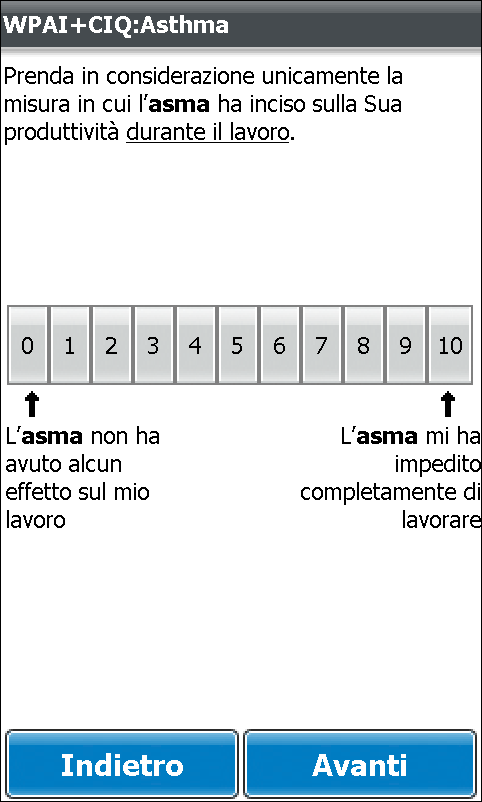 WPAI+CIQ:Asthma
Prenda in considerazione unicamente la
misura in cui l'asma ha inciso sulla Sua
produttività durante il lavoro.
0 1 2 3 4 5 6 7 8 9 10
L'asma non ha
avuto alcun
effetto sul mio
lavoro
L'asma mi ha
impedito
completamente di
lavorare
Indietro
Avanti